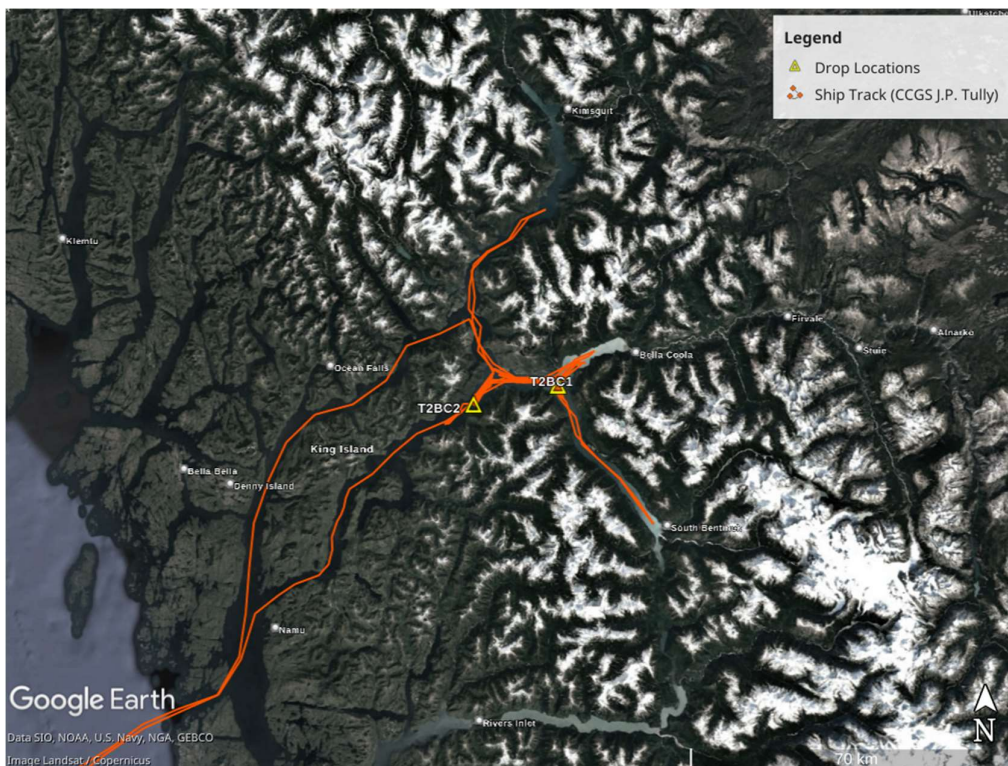 Legend
Drop Locations
Ship Track (CCGS J.P. Tully)
Kimsquit
Klemtu
Firvale
Atnarko
Stuie
Bella Coola
Ocean Falls
T2BC1
T2BC2
King Island
Bella Bella
Denny Island
South Bentinck
Namu
Google Earth
Rivers Inlet
N
Data SIO, NOAA, U.S. Navy, NGA, GEBCO
Image Landsat / Copernicus
70 km